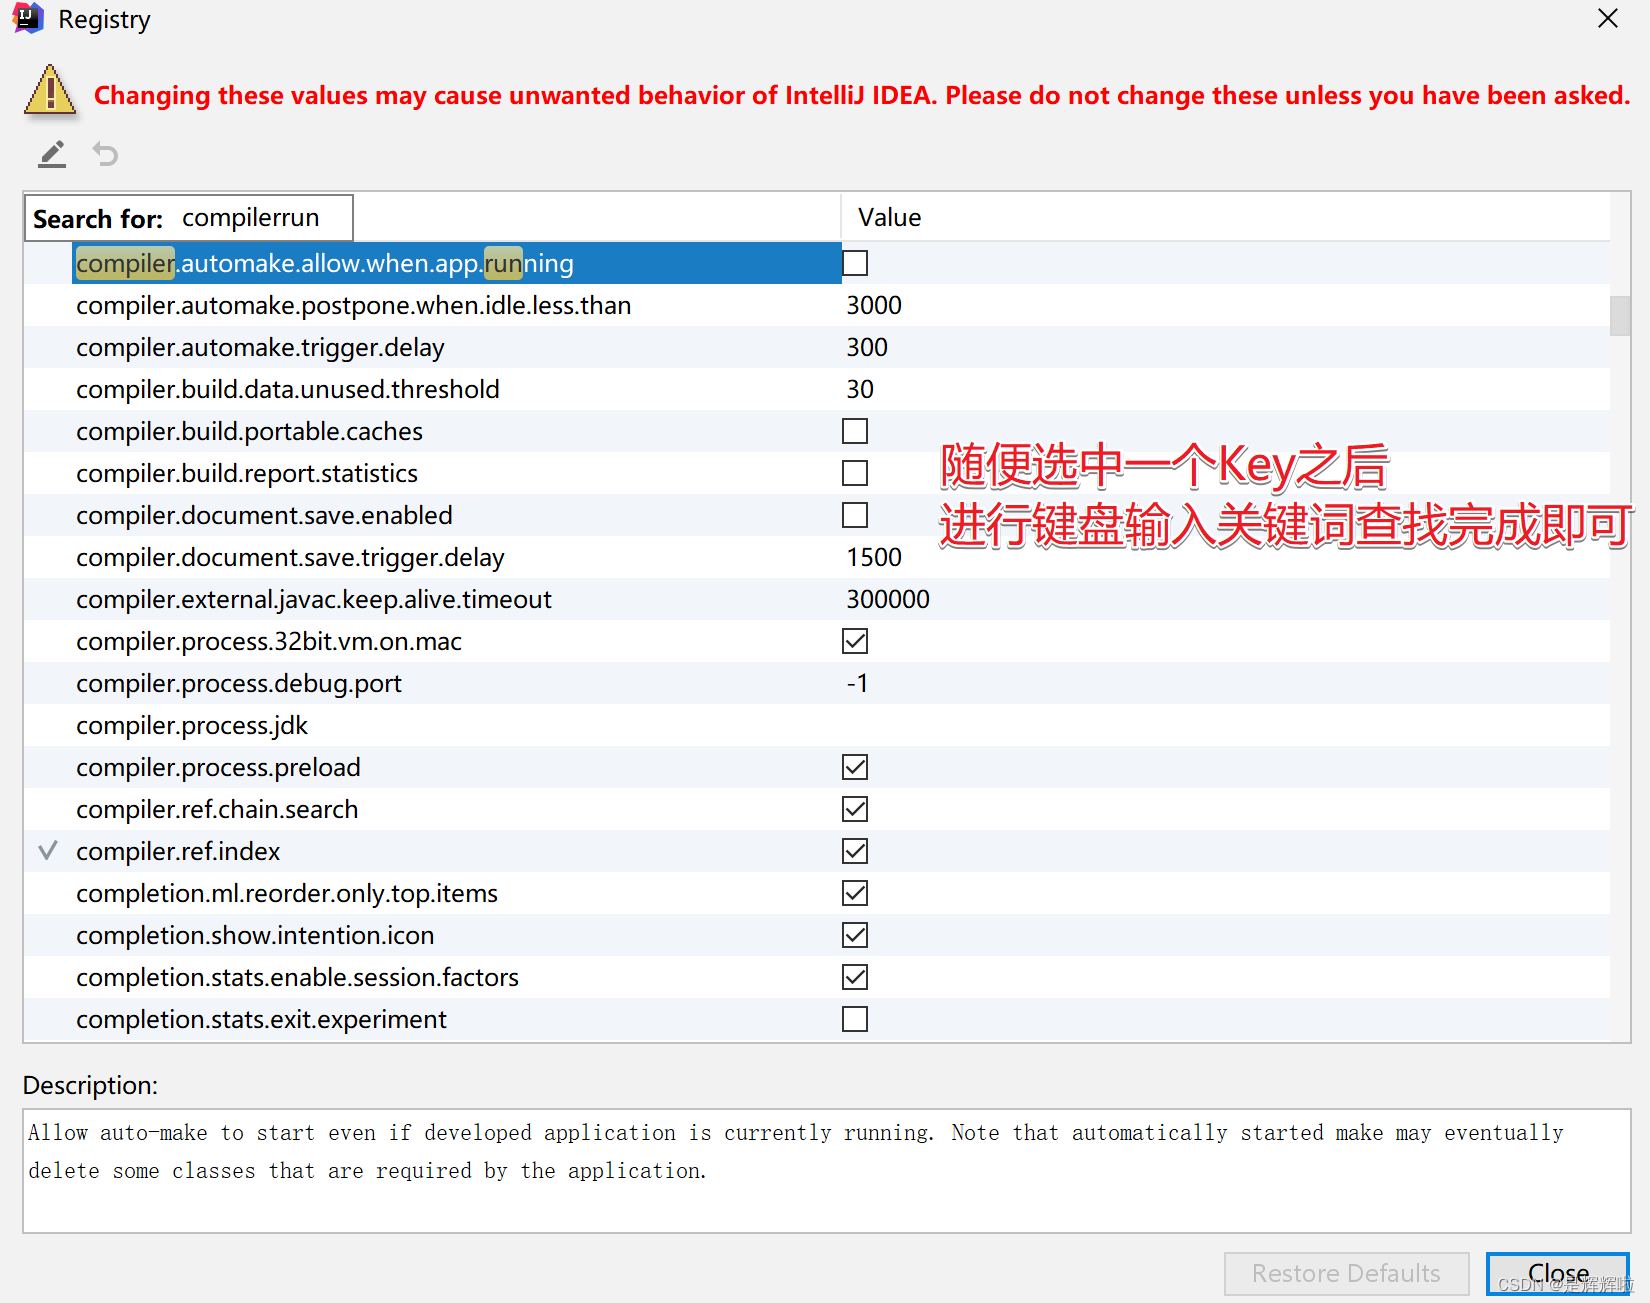 Registry
Changing these values may cause unwanted behavior of IntelliJ IDEA. Please do not change these unless you have been asked.
Search for: compilerrun
Value
compiler.automake.allow.when.app.running
compiler.automake.postpone.when.idle.less.than 3000
compiler.automake.trigger.delay 300
compiler.build.data.unused.threshold 30
compiler.build.portable.caches
compiler.build.report.statistics
随便选中一个Key之后
compiler.document.save.enabled
进行键盘输入关键词查找完成即可
compiler.document.save.trigger.delay 1500
compiler.external.javac.keep.alive.timeout 300000
compiler.process.32bit.vm.on.mac
compiler.process.debug.port -1
compiler.process.jdk
compiler.process.preload
compiler.ref.chain.search
compiler.ref.index
completion.ml.reorder.only.top.items
completion.show.intention.icon
completion.stats.enable.session.factors
completion.stats.exit.experiment
Description:
Allow auto-make to start even if developed application is currently running. Note that automatically started make may eventually
delete some classes that are required by the application.
Restore Defaults
Close
CSDN @是辉辉啦